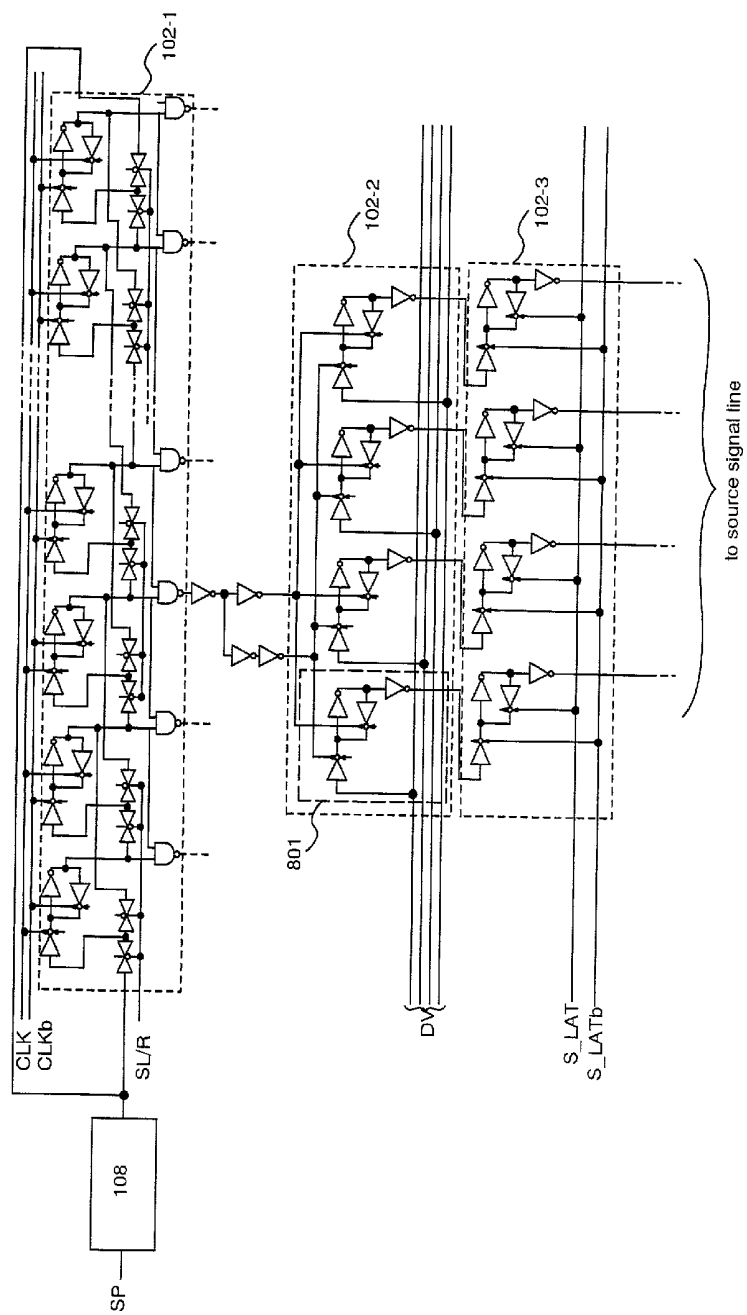 SP
108
CLK
CLKb
SL/R
102-1
102-2
801
DV
102-3
S_LAT
S_LATb
to source signal line